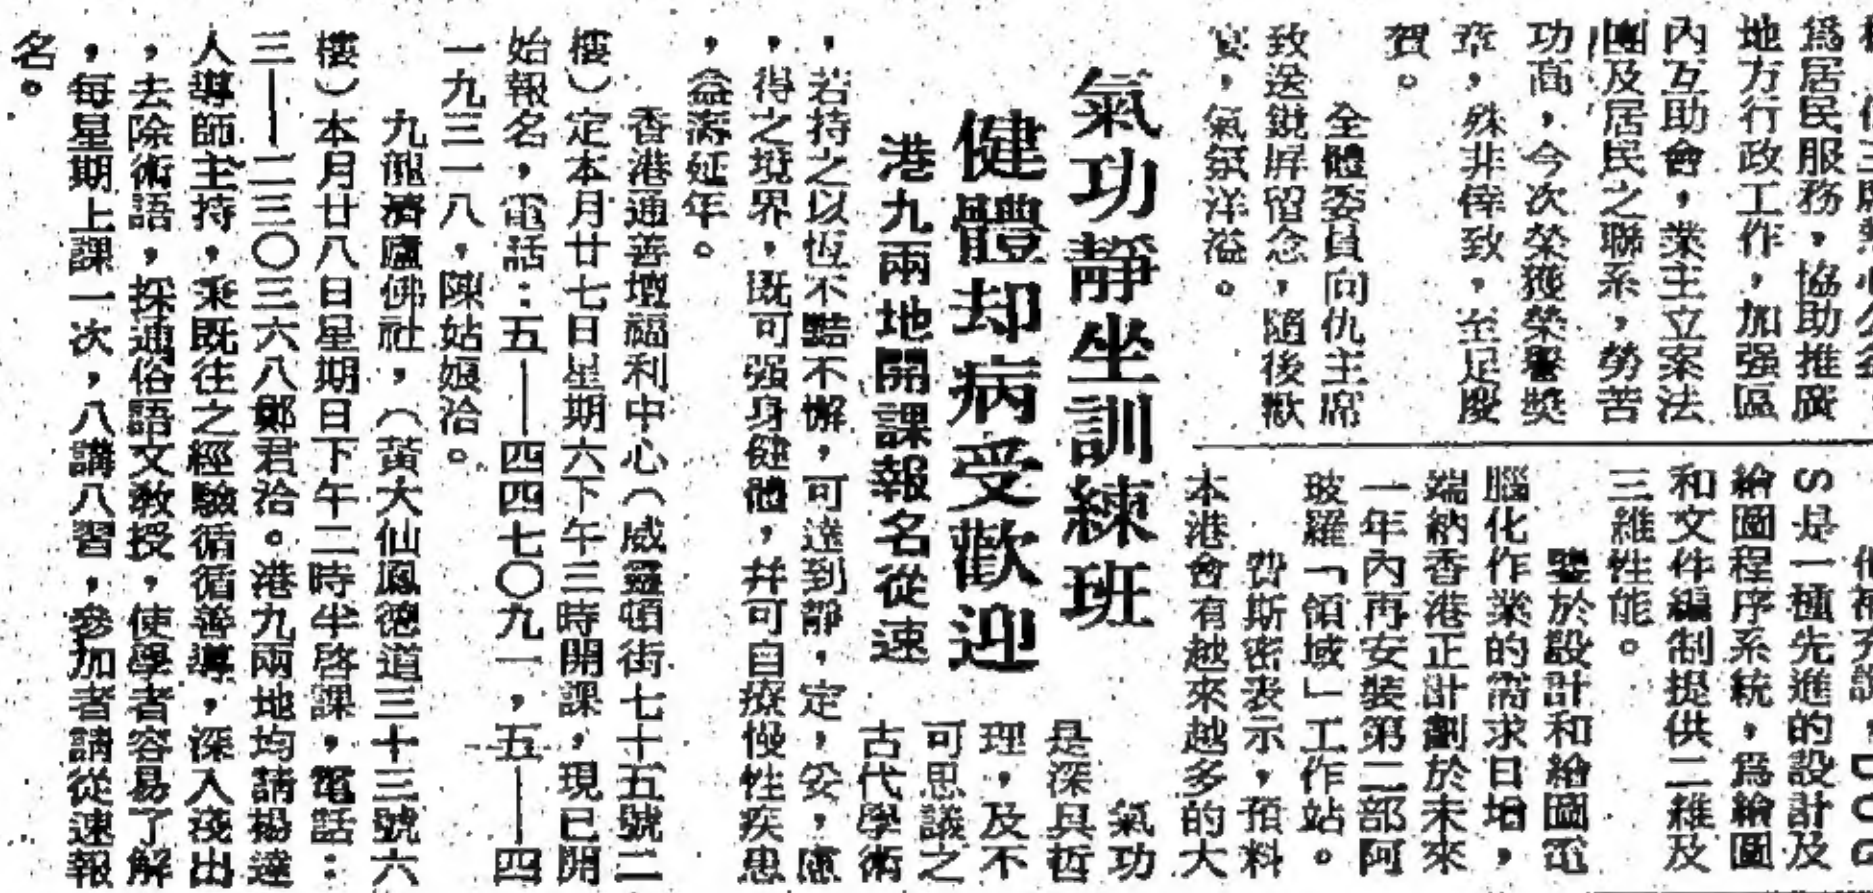 為居民服務，協助推廣
地方行政工作，加强區
內互助會，業主立案法
團及居民之聯系，勞苦
功高，今次榮獲榮譽獎
章，殊非倖致，至足慶
賀。
全體委員向仇主席
致送銳屏留念，隨後歡
宴，氣氛洋溢。
S是一種先進的設計及
繪圖程序系統，爲繪圖
和文件編制提供二維及
三維性能。
鑒於設計和繪圖電
腦化作業的需求日增，
端納香港正計劃於未來
一年內再安裝第二部阿
玻羅「領域」工作站。
費斯密表示，預料
本港會有越來越多的大
氣功靜坐訓練班
健體却病受歡迎
港九兩地開課報名從速
氣功
是深具哲
理，及不
可思議之
古代學術
，若持之以恆不黠不懈，可達到靜，定，安，慮
，得之境界，既可强身健體，幷可自療慢性疾患
，益壽延年。
香港通善壇福利中心（威靈頓街七十五號二
樓）定本月廿七日星期六下午三時開課，現已開
始報名，電話：五——四四七〇九一，五——四
一九三一八，陳姑娘洽。
九龍濟廬佛社，（黃大仙鳳德道三十三號六
樓）本月廿八日星期日下午二時半啓課，電話：
三——二三〇三六八鄭君洽。港九兩地均請楊達
人導師主持，秉既往之經驗循循善導，深入淺出
，去除術語，採通俗語文教授，使學者容易了解
，每星期上課一次，八講八習，參加者請從速報
名。